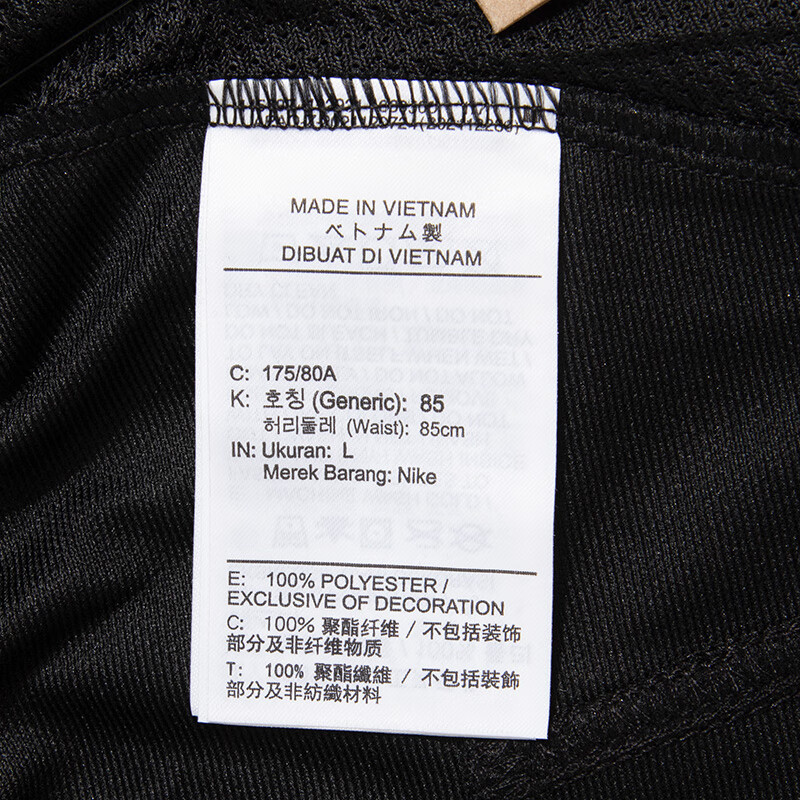 MADE IN VIETNAM
ベトナム製
DIBUAT DI VIETNAM
C: 175/80A
K: 호칭 (Generic): 85
허리둘레 (Waist): 85cm
IN: Ukuran: L
Merek Barang: Nike
E: 100% POLYESTER /
EXCLUSIVE OF DECORATION
C: 100% 聚酯纤维 / 不包括装饰
部分及非纤维物质
T: 100% 聚酯纖維 / 不包括裝飾
部分及非紡織材料